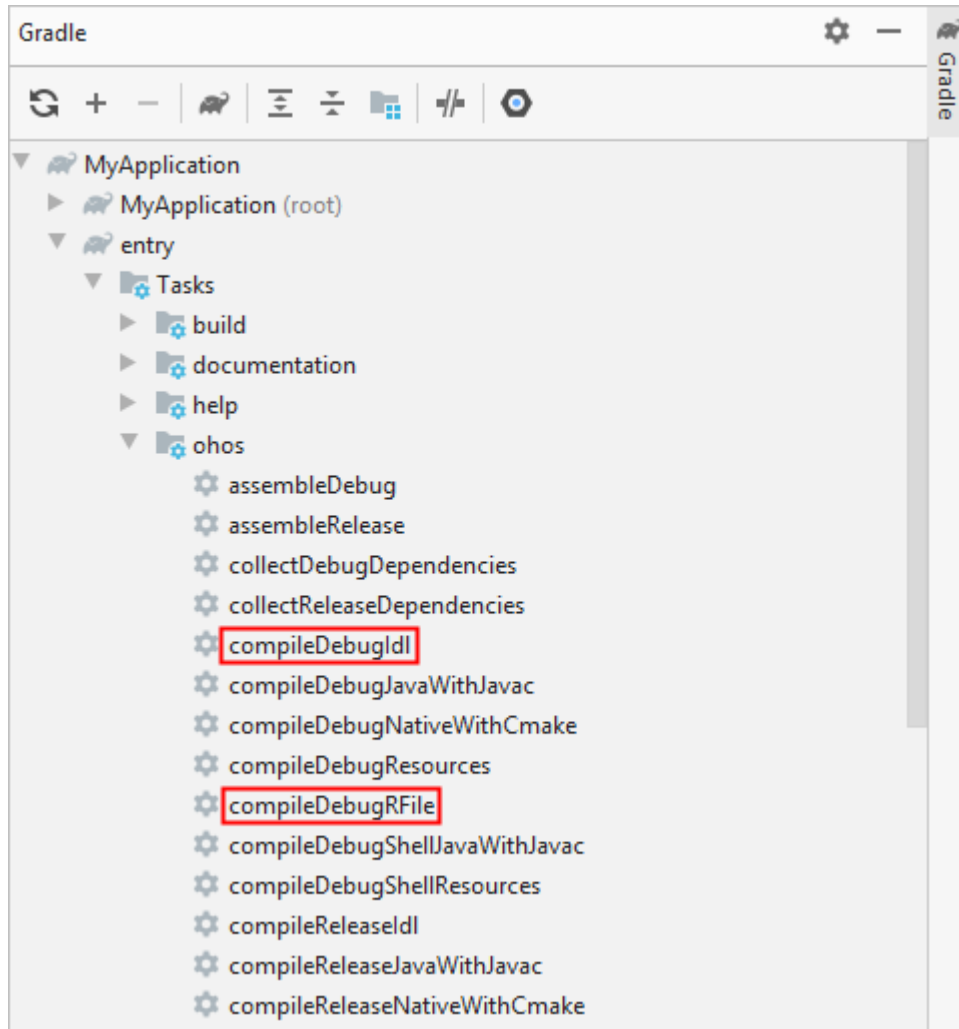 Gradle
Gradle
MyApplication
MyApplication (root)
entry
Tasks
build
documentation
help
ohos
assembleDebug
assembleRelease
collectDebugDependencies
collectReleaseDependencies
compileDebugIdl
compileDebugJavaWithJavac
compileDebugNativeWithCmake
compileDebugResources
compileDebugRFile
compileDebugShellJavaWithJavac
compileDebugShellResources
compileReleaseIdl
compileReleaseJavaWithJavac
compileReleaseNativeWithCmake